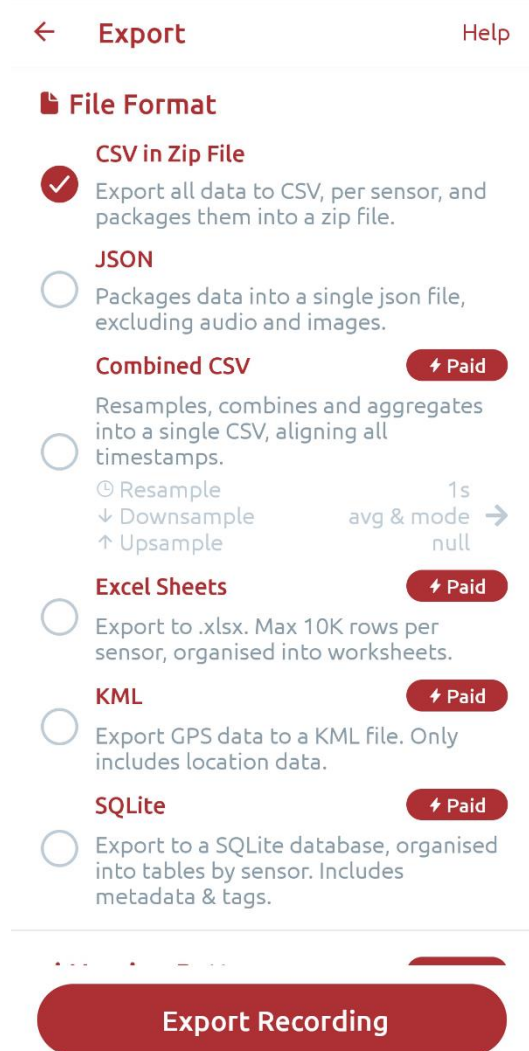 Export
Help
File Format
CSV in Zip File
Export all data to CSV, per sensor, and
packages them into a zip file.
JSON
Packages data into a single json file,
excluding audio and images.
Combined CSV
Paid
Resamples, combines and aggregates
into a single CSV, aligning all
timestamps.
Resample 1s
Downsample avg & mode
Upsample null
Excel Sheets
Paid
Export to .xlsx. Max 10K rows per
sensor, organised into worksheets.
KML
Paid
Export GPS data to a KML file. Only
includes location data.
SQLite
Paid
Export to a SQLite database, organised
into tables by sensor. Includes
metadata & tags.
Export Recording